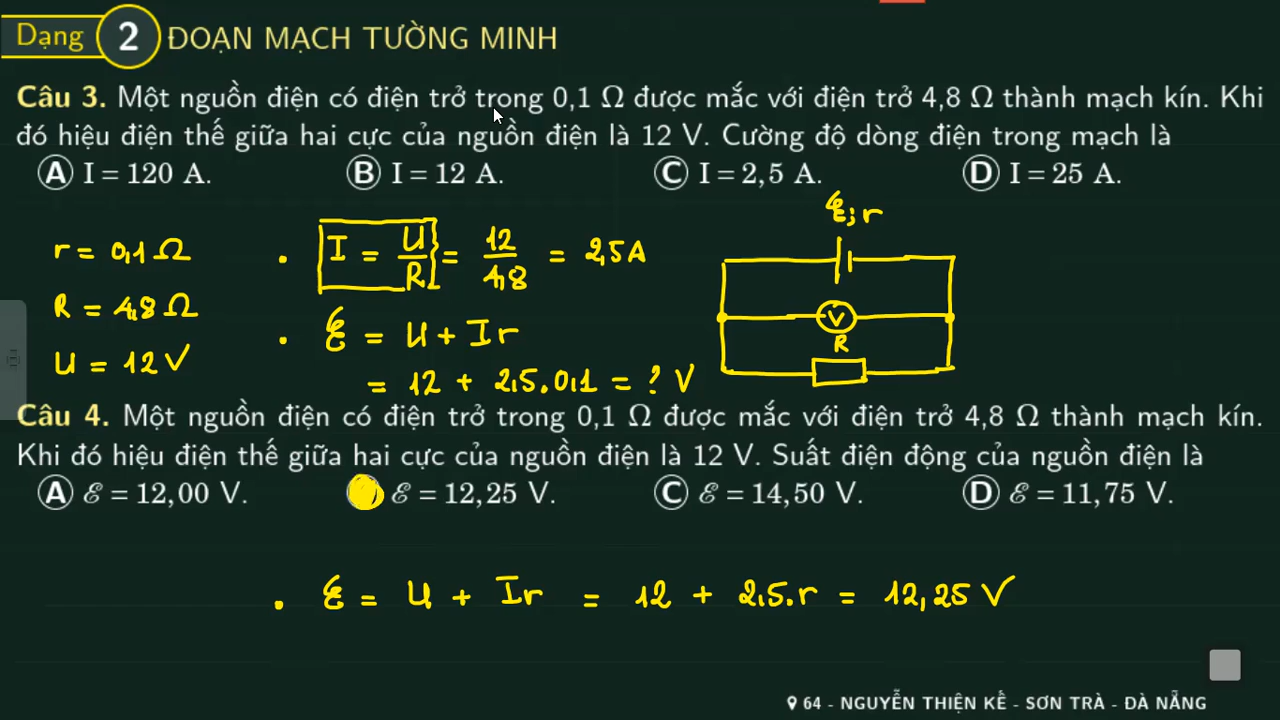 Dạng 2 ĐOẠN MẠCH TƯỜNG MINH
Câu 3. Một nguồn điện có điện trở trong 0,1 Ω được mắc với điện trở 4,8 Ω thành mạch kín. Khi
đó hiệu điện thế giữa hai cực của nguồn điện là 12 V. Cường độ dòng điện trong mạch là
A I = 120 A. B I = 12 A. C I = 2,5 A. D I = 25 A.
ℰ; r
r = 0,1 Ω
• I = U/R = 12/4,8 = 2,5 A
R = 4,8 Ω
V
• ℰ = U + Ir
R
U = 12 V
= 12 + 2,5.0,1 = ? V
Câu 4. Một nguồn điện có điện trở trong 0,1 Ω được mắc với điện trở 4,8 Ω thành mạch kín.
Khi đó hiệu điện thế giữa hai cực của nguồn điện là 12 V. Suất điện động của nguồn điện là
A ℰ = 12,00 V. ℰ = 12,25 V. C ℰ = 14,50 V. D ℰ = 11,75 V.
• ℰ = U + Ir = 12 + 2,5.r = 12,25 V
64 - NGUYỄN THIỆN KẾ - SƠN TRÀ - ĐÀ NẴNG